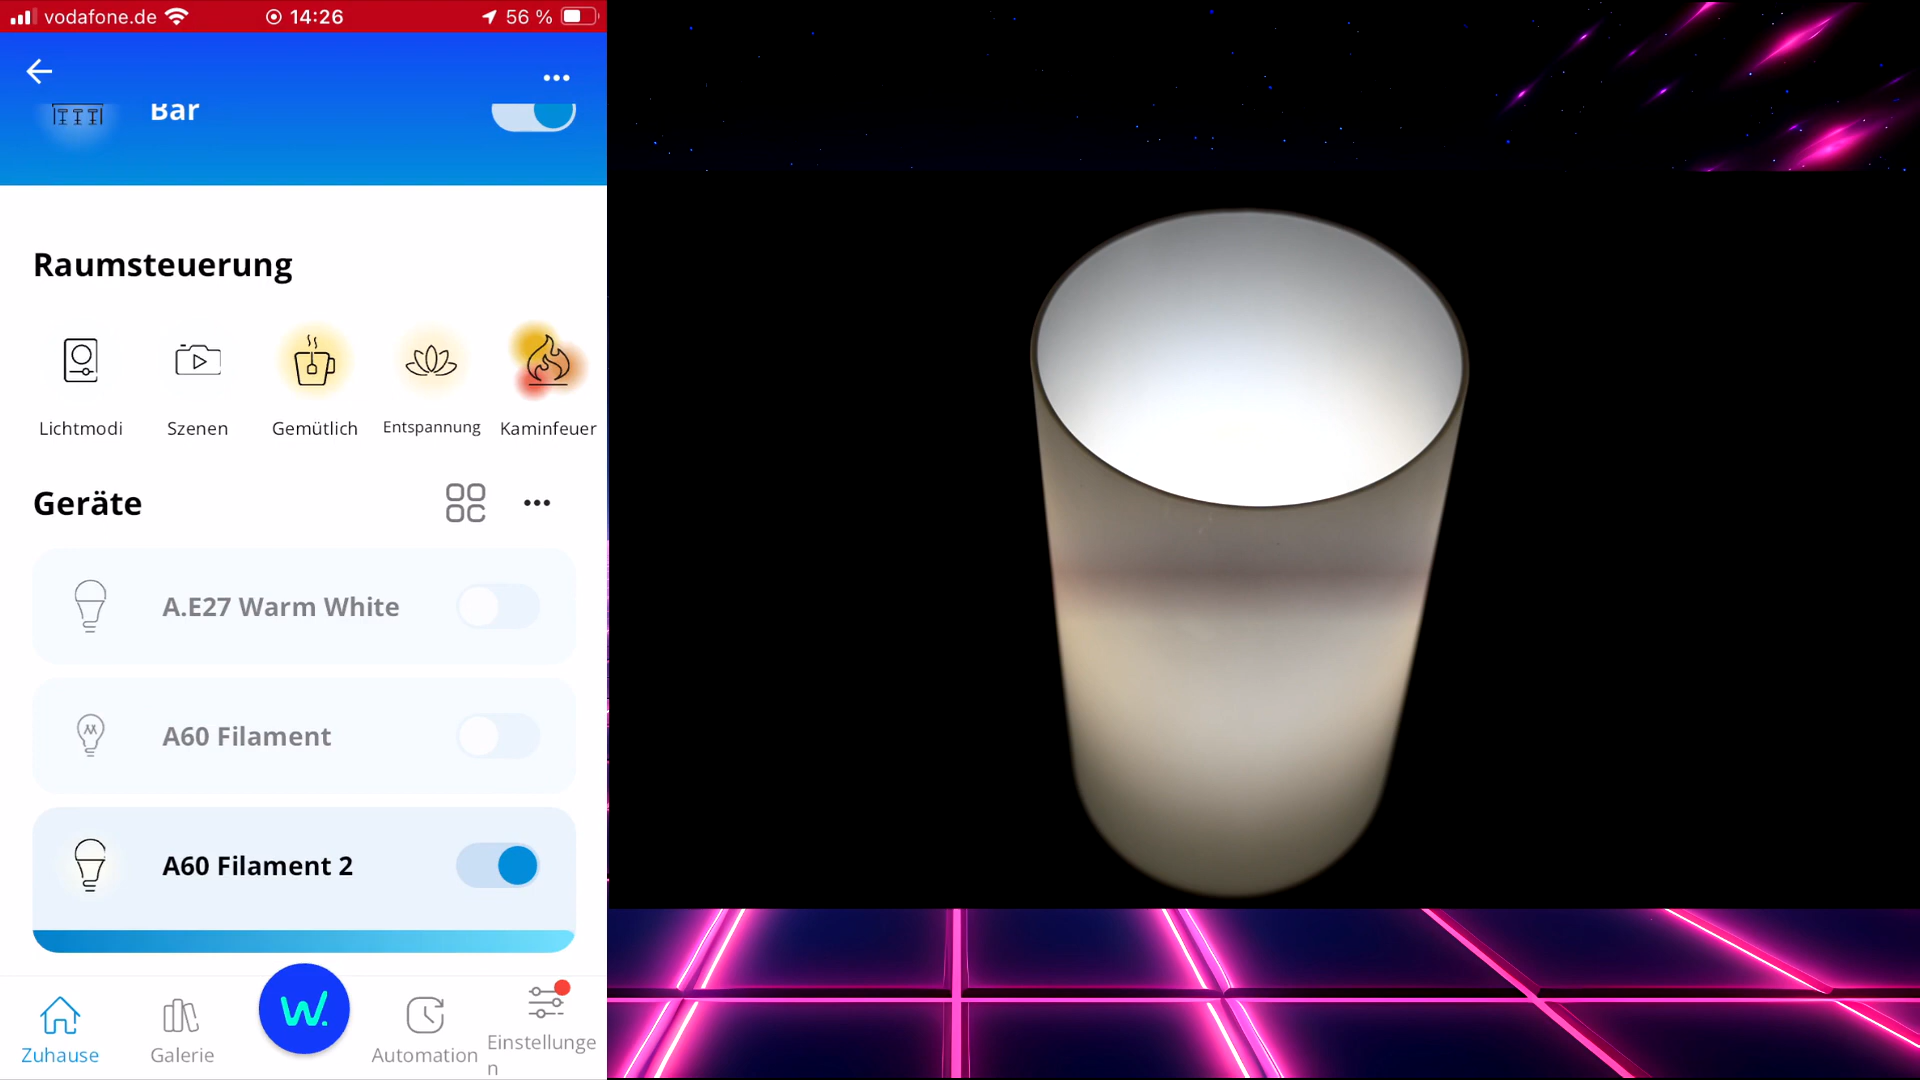 vodafone.de 14:26 56 %
Bar
Raumsteuerung
Lichtmodi Szenen Gemütlich Entspannung Kaminfeuer
Geräte
A.E27 Warm White
A60 Filament
A60 Filament 2
W.
Zuhause Galerie Automation Einstellunge
n